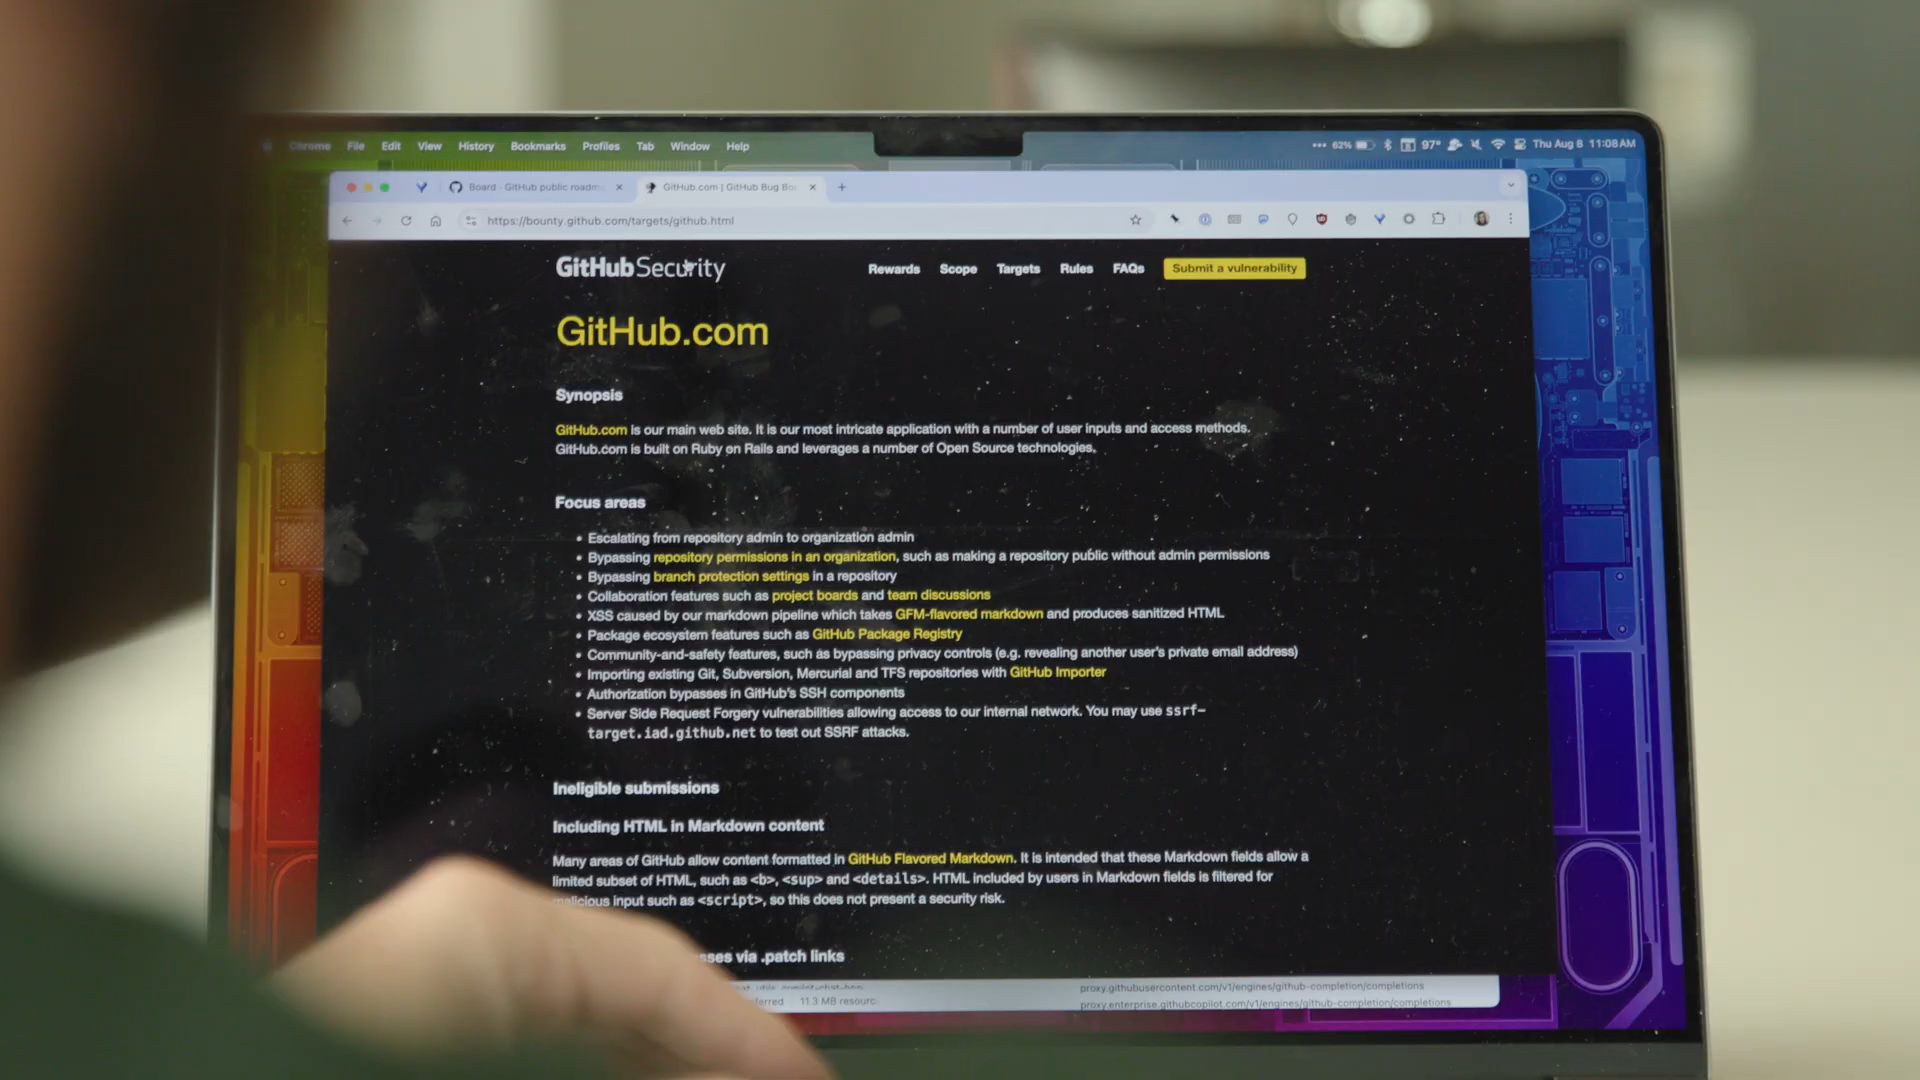 Chrome File Edit View History Bookmarks Profiles Tab Window Help
62% 97° Thu Aug 8 11:08AM
Board · GitHub public roadm
GitHub.com | GitHub Bug Bo
https://bounty.github.com/targets/github.html
GitHubSecurity
Rewards Scope Targets Rules FAQs Submit a vulnerability
GitHub.com
Synopsis
GitHub.com is our main web site. It is our most intricate application with a number of user inputs and access methods.
GitHub.com is built on Ruby on Rails and leverages a number of Open Source technologies.
Focus areas
• Escalating from repository admin to organization admin
• Bypassing repository permissions in an organization, such as making a repository public without admin permissions
• Bypassing branch protection settings in a repository
• Collaboration features such as project boards and team discussions
• XSS caused by our markdown pipeline which takes GFM-flavored markdown and produces sanitized HTML
• Package ecosystem features such as GitHub Package Registry
• Community-and-safety features, such as bypassing privacy controls (e.g. revealing another user's private email address)
• Importing existing Git, Subversion, Mercurial and TFS repositories with GitHub Importer
• Authorization bypasses in GitHub's SSH components
• Server Side Request Forgery vulnerabilities allowing access to our internal network. You may use ssrf-
target.iad.github.net to test out SSRF attacks.
Ineligible submissions
Including HTML in Markdown content
Many areas of GitHub allow content formatted in GitHub Flavored Markdown. It is intended that these Markdown fields allow a
limited subset of HTML, such as <b>, <sup> and <details>. HTML included by users in Markdown fields is filtered for
malicious input such as <script>, so this does not present a security risk.
sses via .patch links
proxy.githubusercontent.com/v1/engines/github-completion/completions
ferred 11.3 MB resourc
proxy.enterprise.githubcopilot.com/v1/engines/github-completion/completions